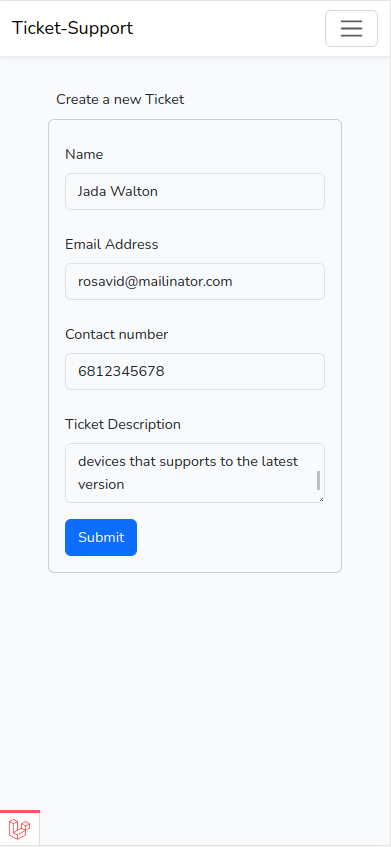 Ticket-Support
Create a new Ticket
Name
Jada Walton
Email Address
rosavid@mailinator.com
Contact number
6812345678
Ticket Description
devices that supports to the latest
version
Submit